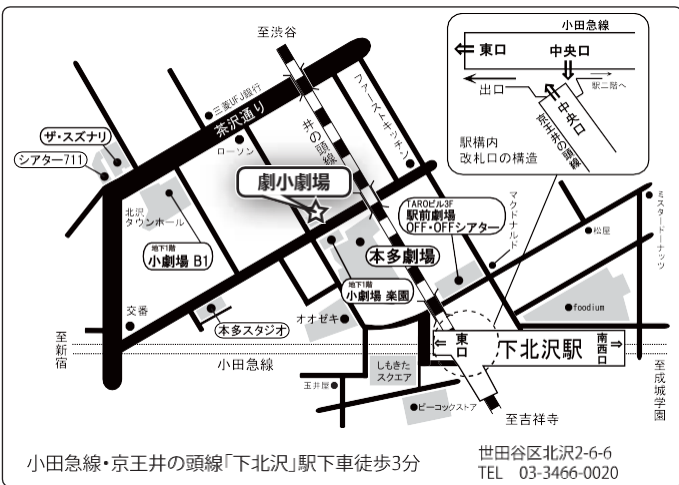 至渋谷
三菱UFJ銀行
茶沢通り
ローソン
井の頭線
ファーストキッチン
小田急線
東口
中央口
出口
駅二階へ
中央口
京王井の頭線
駅構内
改札口の構造
ザ・スズナリ
シアター711
劇小劇場
北沢
タウンホール
地下1階
小劇場 B1
TAROビル3F
駅前劇場
OFF・OFFシアター
マクドナルド
ミスタードーナッツ
松屋
本多劇場
地下1階
小劇場 楽園
交番
本多スタジオ
オオゼキ
foodium
至新宿
小田急線
東口
下北沢駅
南西口
至成城学園
しもきた
スクエア
玉井屋
ピーコックストア
至吉祥寺
小田急線・京王井の頭線「下北沢」駅下車徒歩3分
世田谷区北沢2-6-6
TEL 03-3466-0020